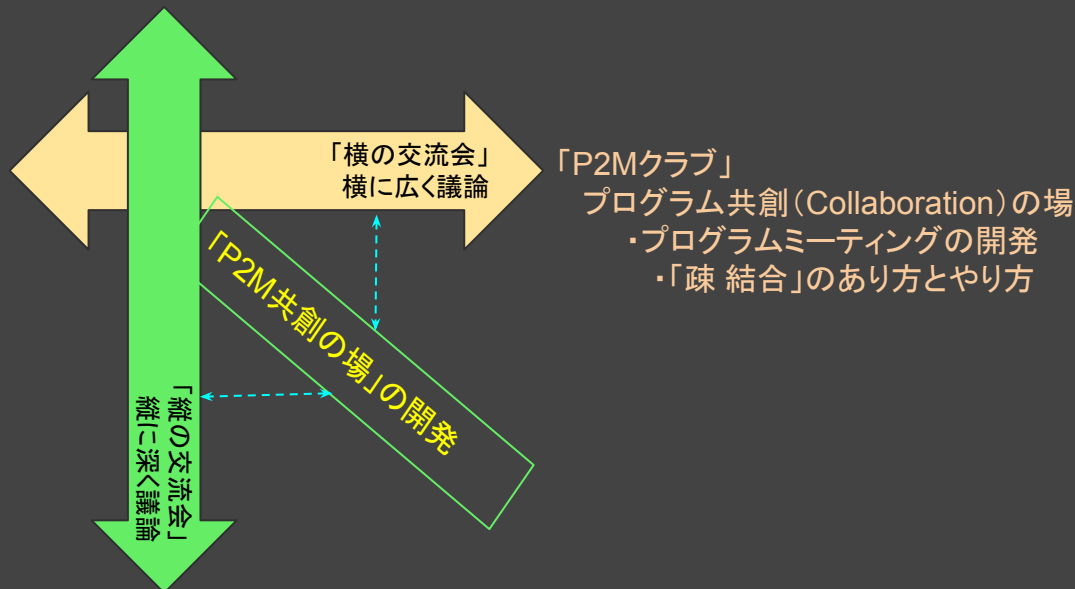 「横の交流会」
横に広く議論
「P2Mクラブ」
プログラム共創(Collaboration)の場
・プログラムミーティングの開発
・「疎 結合」のあり方とやり方
「P2M共創の場」の開発
「縦の交流会」
縦に深く議論